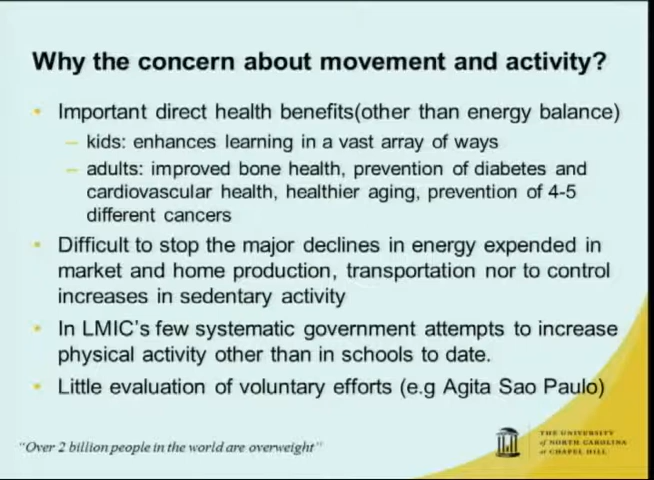 Why the concern about movement and activity?
• Important direct health benefits(other than energy balance)
– kids: enhances learning in a vast array of ways
– adults: improved bone health, prevention of diabetes and
cardiovascular health, healthier aging, prevention of 4-5
different cancers
• Difficult to stop the major declines in energy expended in
market and home production, transportation nor to control
increases in sedentary activity
• In LMIC's few systematic government attempts to increase
physical activity other than in schools to date.
• Little evaluation of voluntary efforts (e.g Agita Sao Paulo)
"Over 2 billion people in the world are overweight"
THE UNIVERSITY
of NORTH CAROLINA
at CHAPEL HILL